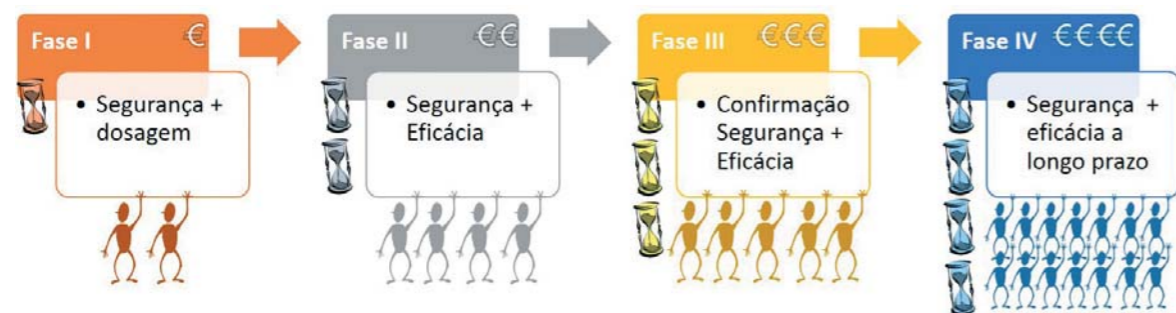 Fase I €
• Segurança +
dosagem
Fase II €€
• Segurança +
Eficácia
Fase III €€€
• Confirmação
Segurança +
Eficácia
Fase IV €€€€
• Segurança +
eficácia a
longo prazo